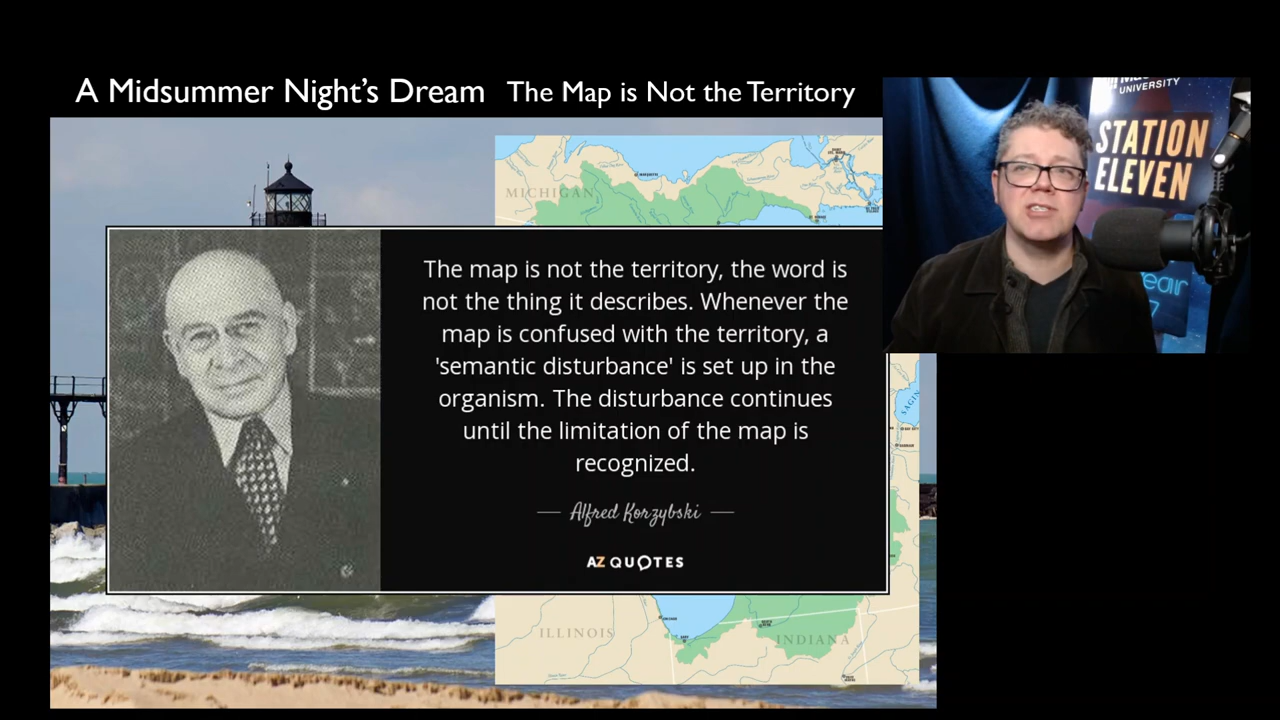 A Midsummer Night's Dream The Map is Not the Territory
UNIVERSITY
STATION
ELEVEN
MICHIGAN
The map is not the territory, the word is
not the thing it describes. Whenever the
map is confused with the territory, a
'semantic disturbance' is set up in the
organism. The disturbance continues
until the limitation of the map is
recognized.
— Alfred Korzybski —
AZ QUOTES
ILLINOIS
INDIANA